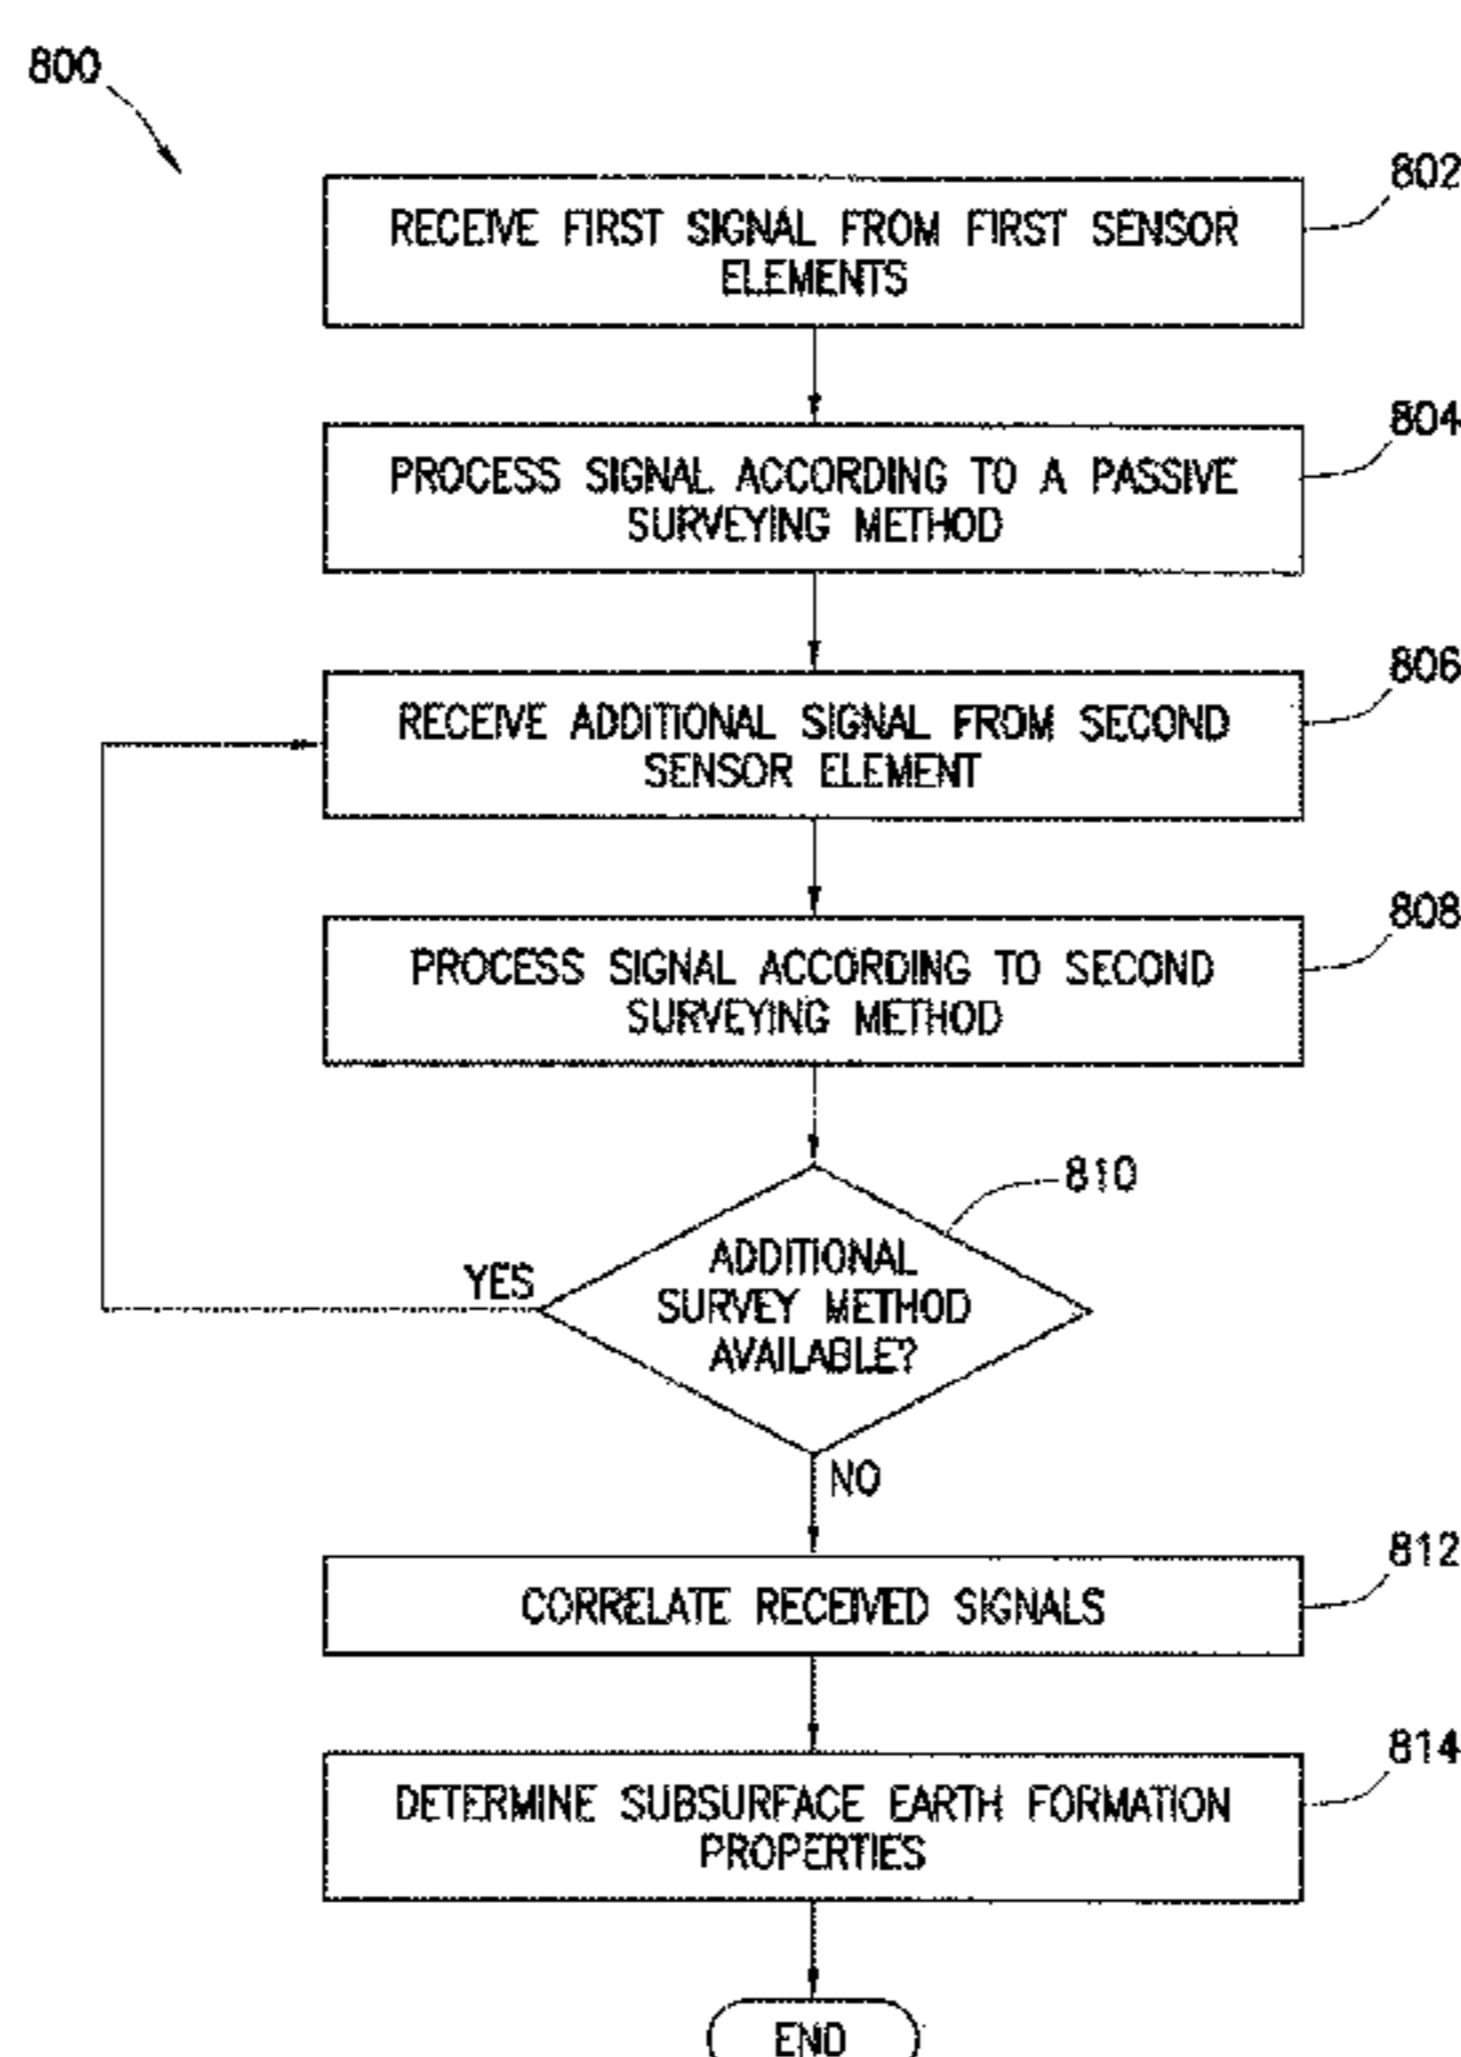 800
802
RECEIVE FIRST SIGNAL FROM FIRST SENSOR
ELEMENTS
804
PROCESS SIGNAL ACCORDING TO A PASSIVE
SURVEYING METHOD
806
RECEIVE ADDITIONAL SIGNAL FROM SECOND
SENSOR ELEMENT
808
PROCESS SIGNAL ACCORDING TO SECOND
SURVEYING METHOD
810
ADDITIONAL
SURVEY METHOD
AVAILABLE?
YES
NO
812
CORRELATE RECEIVED SIGNALS
814
DETERMINE SUBSURFACE EARTH FORMATION
PROPERTIES
END